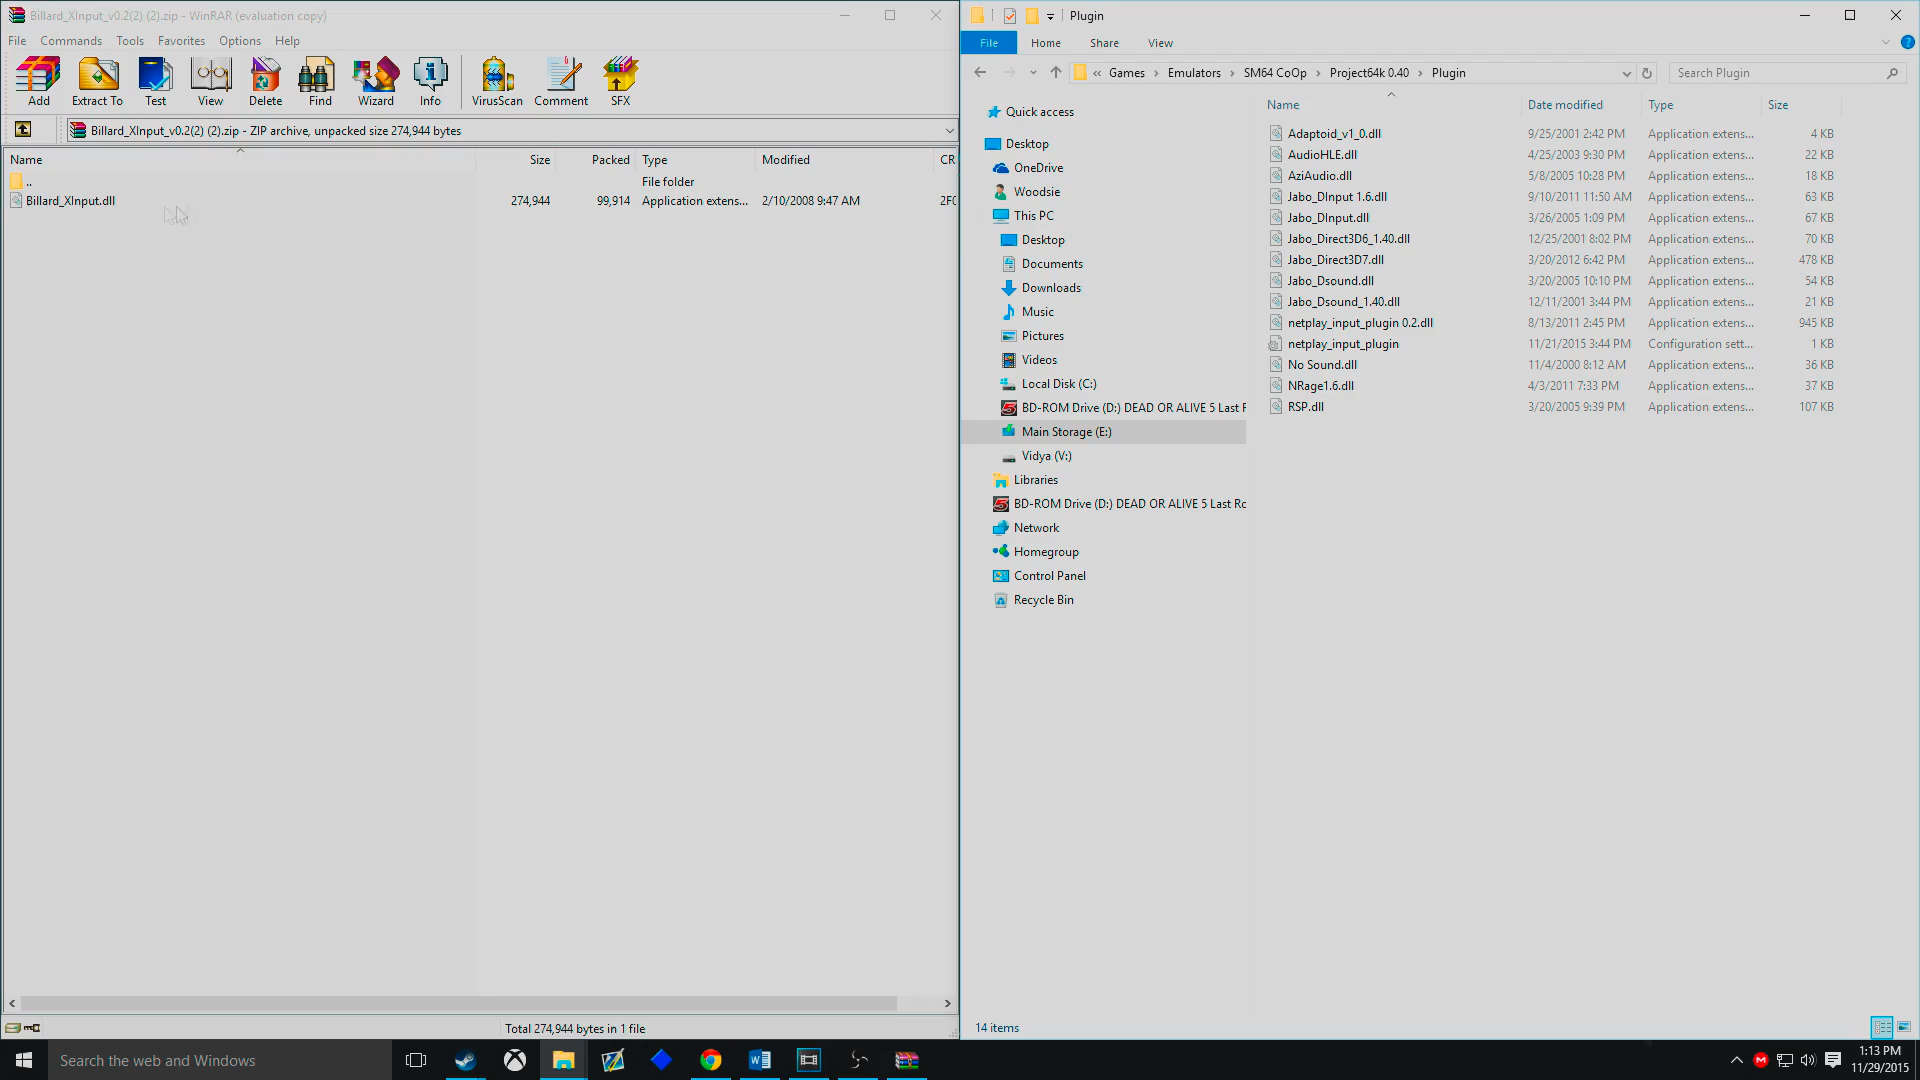 Billard_XInput_v0.2(2) (2).zip - WinRAR (evaluation copy)
File Commands Tools Favorites Options Help
Add Extract To Test View Delete Find Wizard Info VirusScan Comment SFX
Billard_XInput_v0.2(2) (2).zip - ZIP archive, unpacked size 274,944 bytes
Name Size Packed Type Modified CR
.. File folder
Billard_XInput.dll 274,944 99,914 Application extens... 2/10/2008 9:47 AM 2F0
Total 274,944 bytes in 1 file
Plugin
File Home Share View
« Games Emulators SM64 CoOp Project64k 0.40 Plugin Search Plugin
Quick access
Desktop
OneDrive
Woodsie
This PC
Desktop
Documents
Downloads
Music
Pictures
Videos
Local Disk (C:)
BD-ROM Drive (D:) DEAD OR ALIVE 5 Last R
Main Storage (E:)
Vidya (V:)
Libraries
BD-ROM Drive (D:) DEAD OR ALIVE 5 Last Ro
Network
Homegroup
Control Panel
Recycle Bin
Name Date modified Type Size
Adaptoid_v1_0.dll 9/25/2001 2:42 PM Application extens... 4 KB
AudioHLE.dll 4/25/2003 9:30 PM Application extens... 22 KB
AziAudio.dll 5/8/2005 10:28 PM Application extens... 18 KB
Jabo_DInput 1.6.dll 9/10/2011 11:50 AM Application extens... 63 KB
Jabo_DInput.dll 3/26/2005 1:09 PM Application extens... 67 KB
Jabo_Direct3D6_1.40.dll 12/25/2001 8:02 PM Application extens... 70 KB
Jabo_Direct3D7.dll 3/20/2012 6:42 PM Application extens... 478 KB
Jabo_Dsound.dll 3/20/2005 10:10 PM Application extens... 54 KB
Jabo_Dsound_1.40.dll 12/11/2001 3:44 PM Application extens... 21 KB
netplay_input_plugin 0.2.dll 8/13/2011 2:45 PM Application extens... 945 KB
netplay_input_plugin 11/21/2015 3:44 PM Configuration sett... 1 KB
No Sound.dll 11/4/2000 8:12 AM Application extens... 36 KB
NRage1.6.dll 4/3/2011 7:33 PM Application extens... 37 KB
RSP.dll 3/20/2005 9:39 PM Application extens... 107 KB
14 items
Search the web and Windows
1:13 PM
11/29/2015